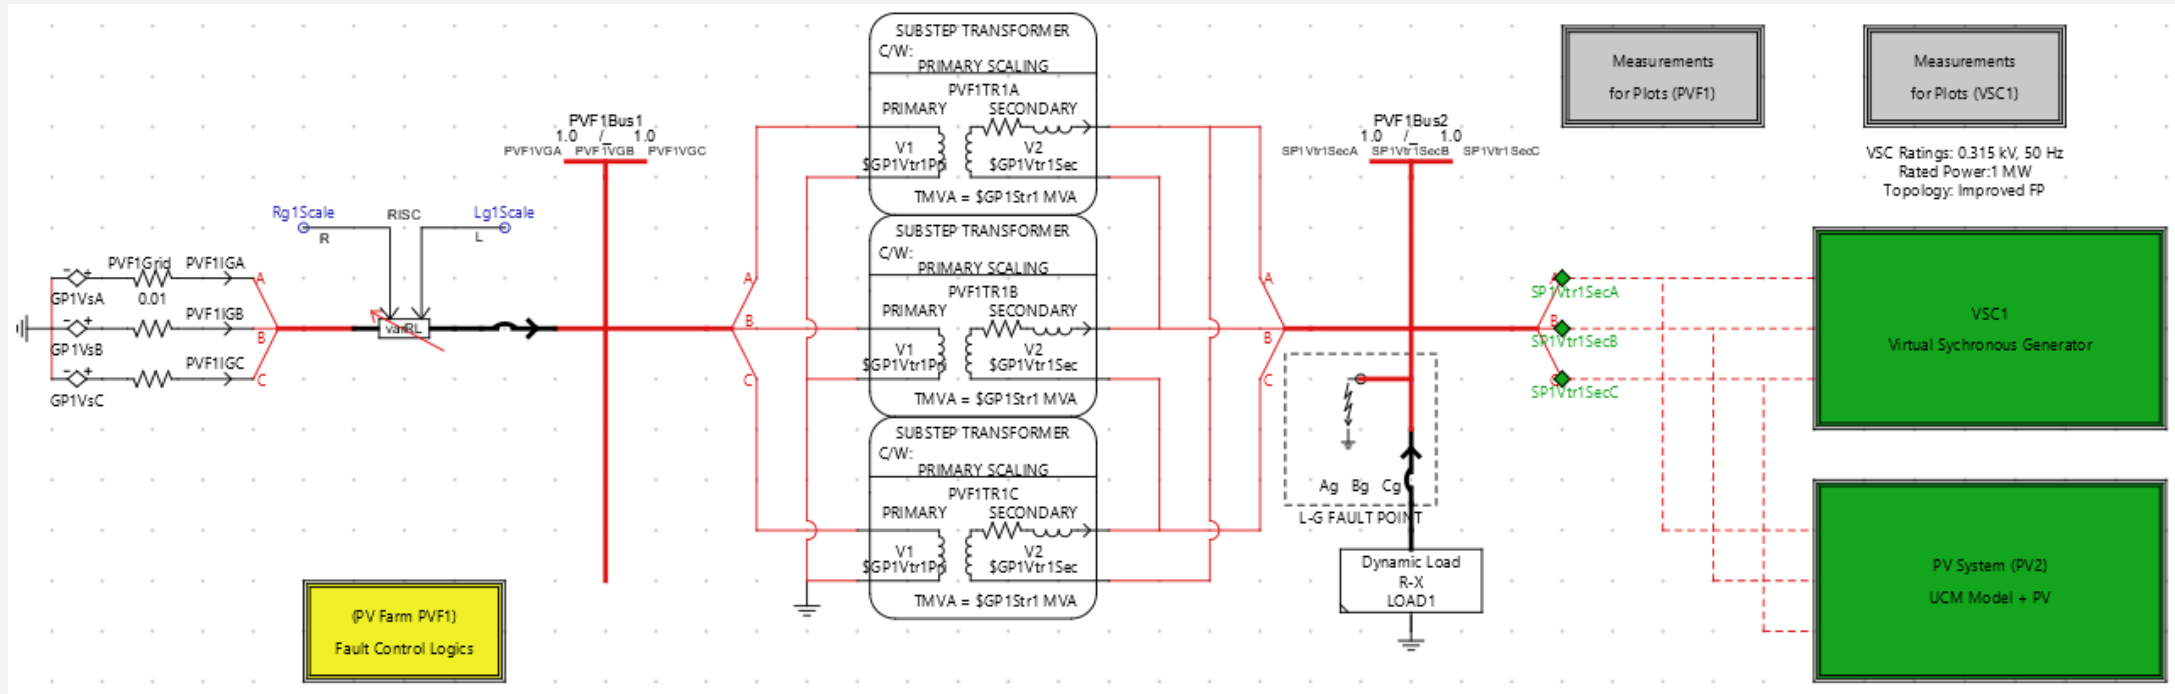 Rg1Scale
RISC
Lg1Scale
R
L
PVF1Grid
PVF1IGA
A
GP1VsA
0.01
PVF1IGB
B
GP1VsB
PVF1IGC
C
GP1VsC
varRL
PVF1Bus1
1.0 /_ 1.0
PVF1VGA PVF1VGB PVF1VGC
A
B
C
(PV Farm PVF1)
Fault Control Logics
SUBSTEP TRANSFORMER
C/W:
PRIMARY SCALING
PVF1TR1A
PRIMARY SECONDARY
V1 V2
$GP1Vtr1Pri $GP1Vtr1Sec
TMVA = $GP1Str1 MVA
SUBSTEP TRANSFORMER
C/W:
PRIMARY SCALING
PVF1TR1B
PRIMARY SECONDARY
V1 V2
$GP1Vtr1Pri $GP1Vtr1Sec
TMVA = $GP1Str1 MVA
SUBSTEP TRANSFORMER
C/W:
PRIMARY SCALING
PVF1TR1C
PRIMARY SECONDARY
V1 V2
$GP1Vtr1Pri $GP1Vtr1Sec
TMVA = $GP1Str1 MVA
A
B
C
PVF1Bus2
1.0 /_ 1.0
SP1Vtr1SecA SP1Vtr1SecB SP1Vtr1SecC
Ag Bg Cg
L-G FAULT POINT
Dynamic Load
R-X
LOAD1
SP1Vtr1SecA
B
SP1Vtr1SecB
SP1Vtr1SecC
Measurements
for Plots (PVF1)
Measurements
for Plots (VSC1)
VSC Ratings: 0.315 kV, 50 Hz
Rated Power:1 MW
Topology: Improved FP
VSC1
Virtual Sychronous Generator
PV System (PV2)
UCM Model + PV